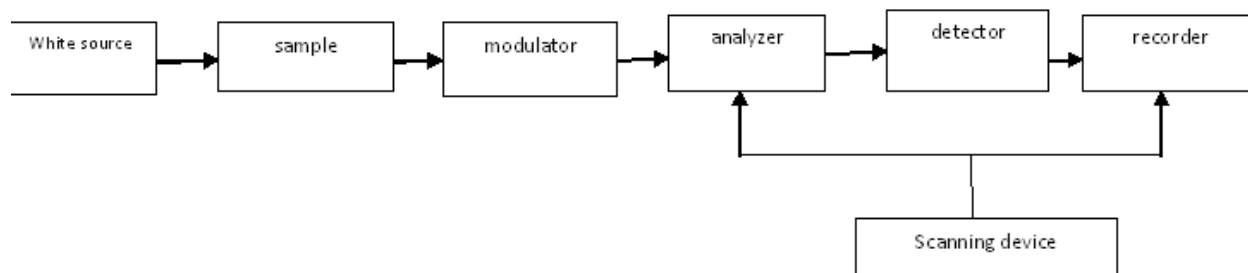 White source
sample
modulator
analyzer
detector
recorder
Scanning device